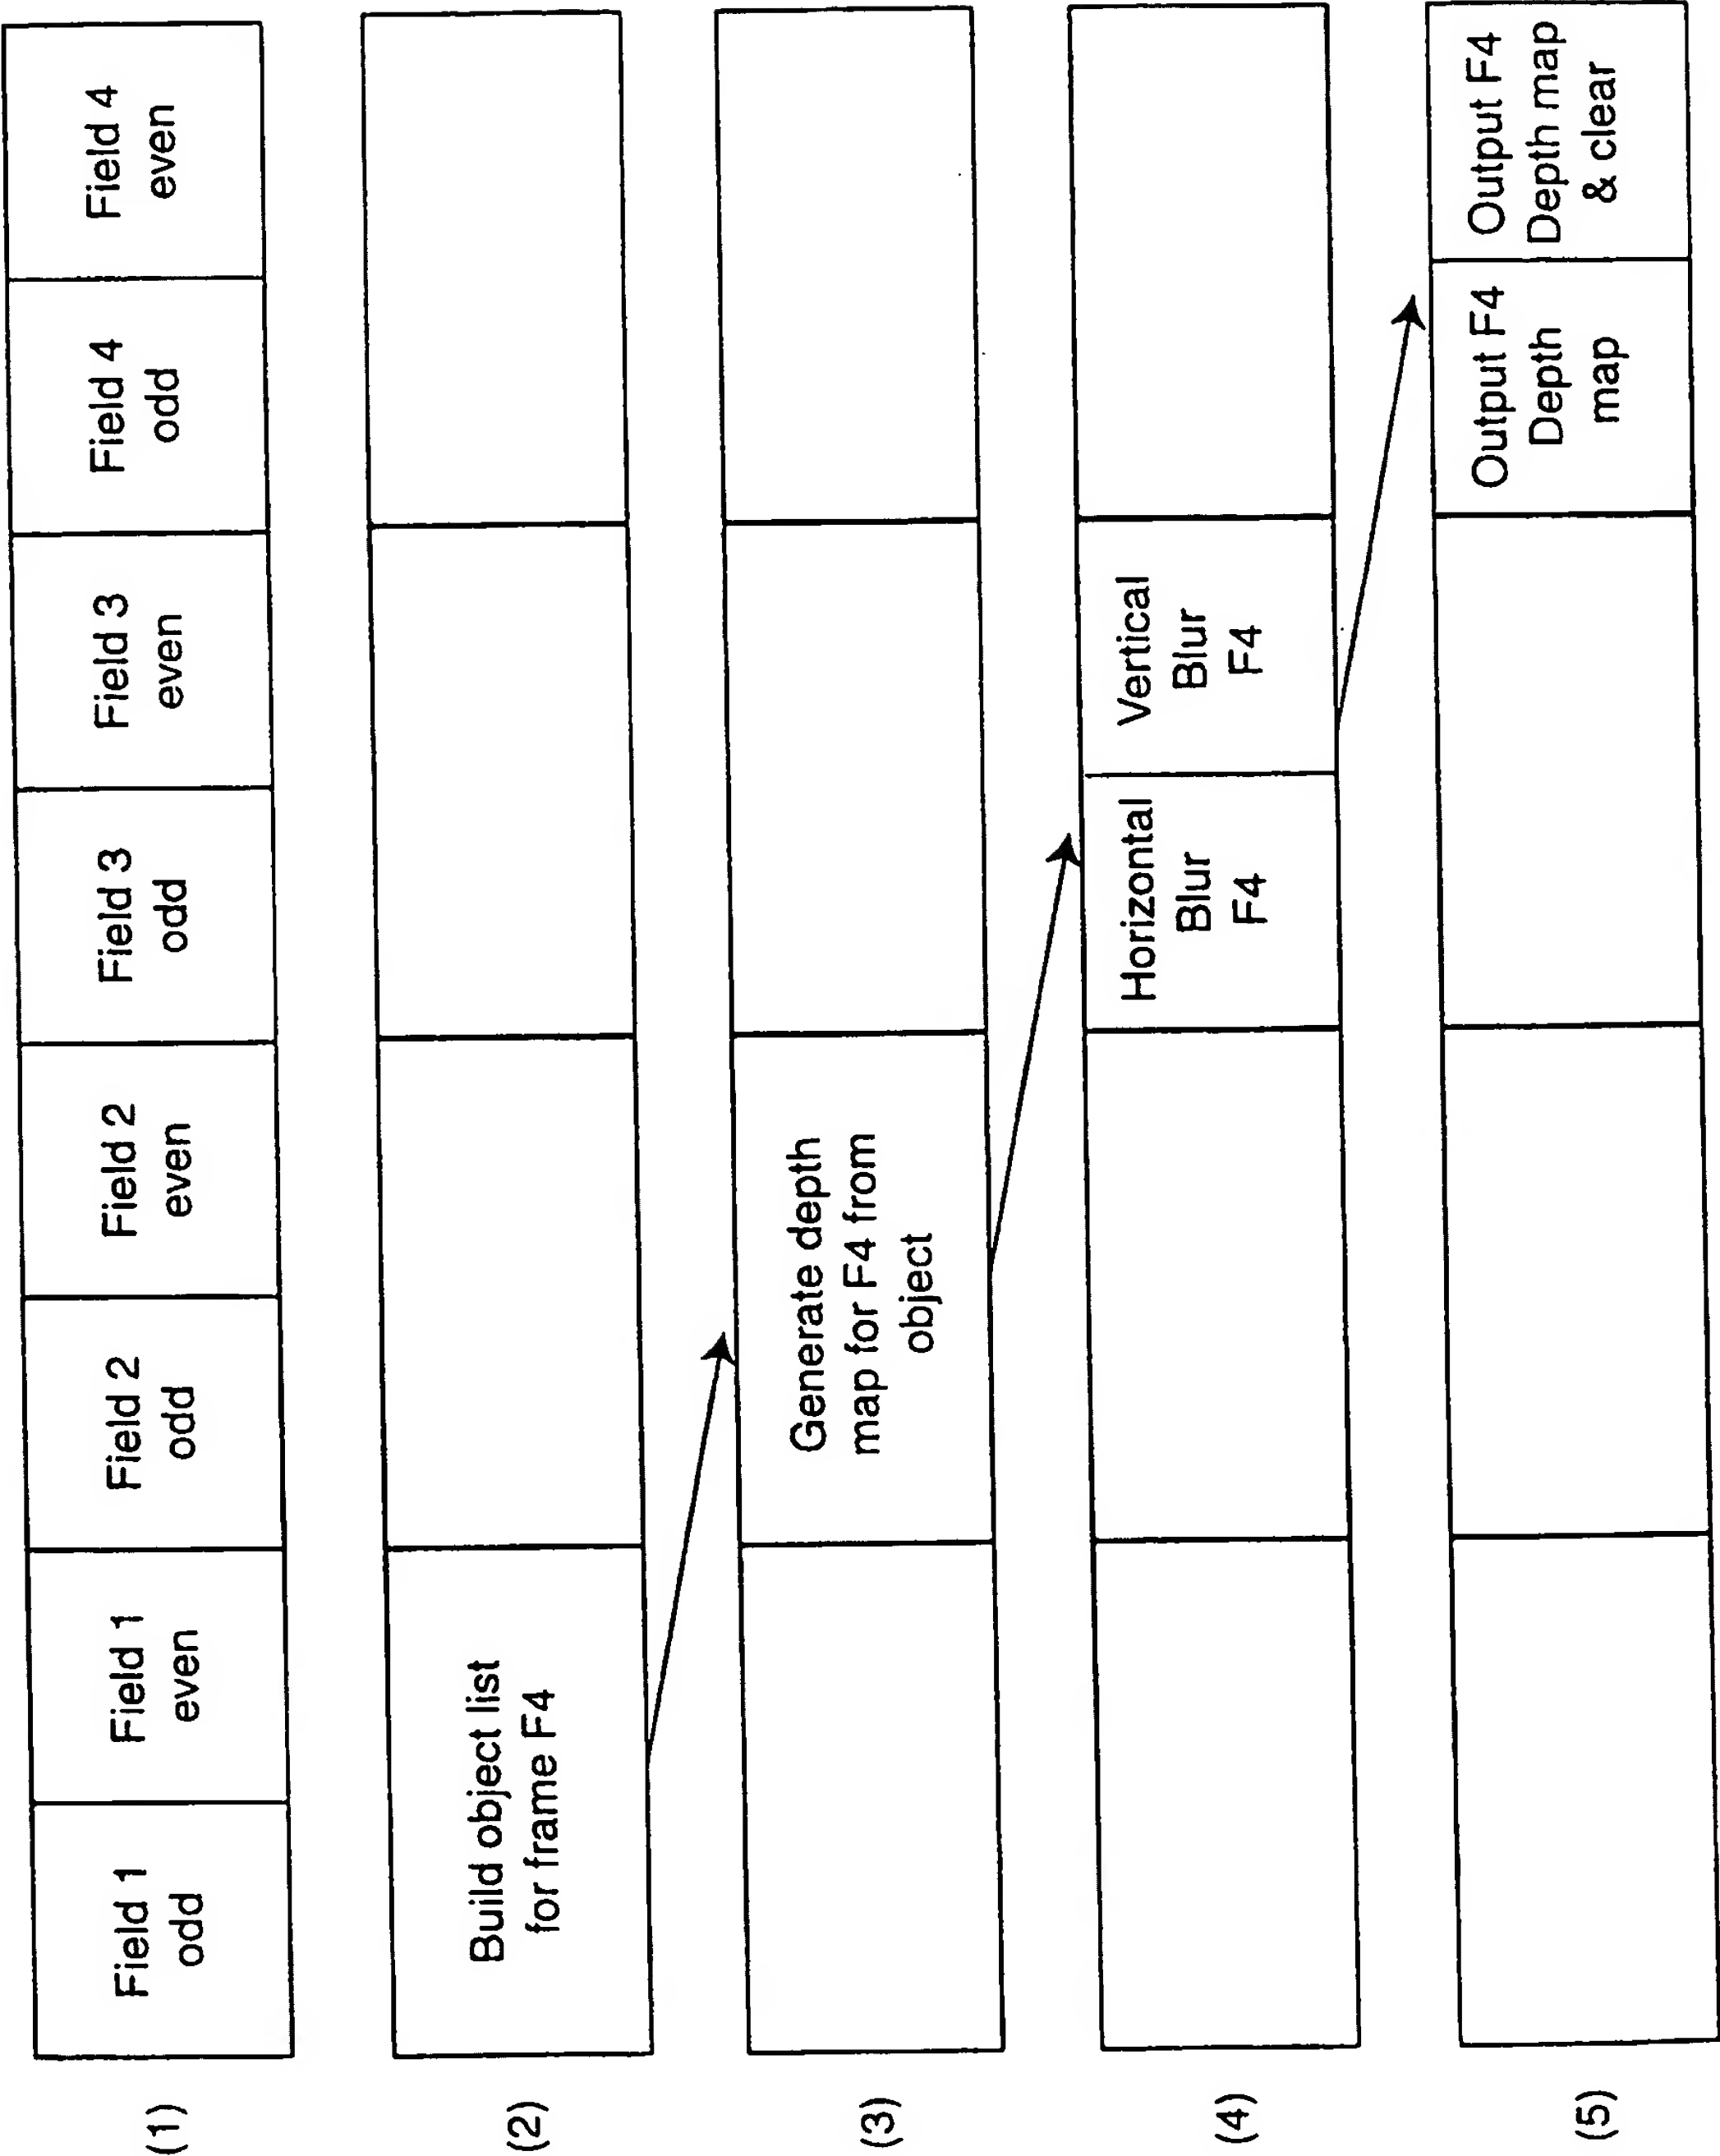 (1)
Field 1
odd
Field 1
even
Field 2
odd
Field 2
even
Field 3
odd
Field 3
even
Field 4
odd
Field 4
even
(2)
Build object list
for frame F4
(3)
Generate depth
map for F4 from
object
(4)
Horizontal
Blur
F4
Vertical
Blur
F4
(5)
Output F4
Depth
map
Output F4
Depth map
& clear